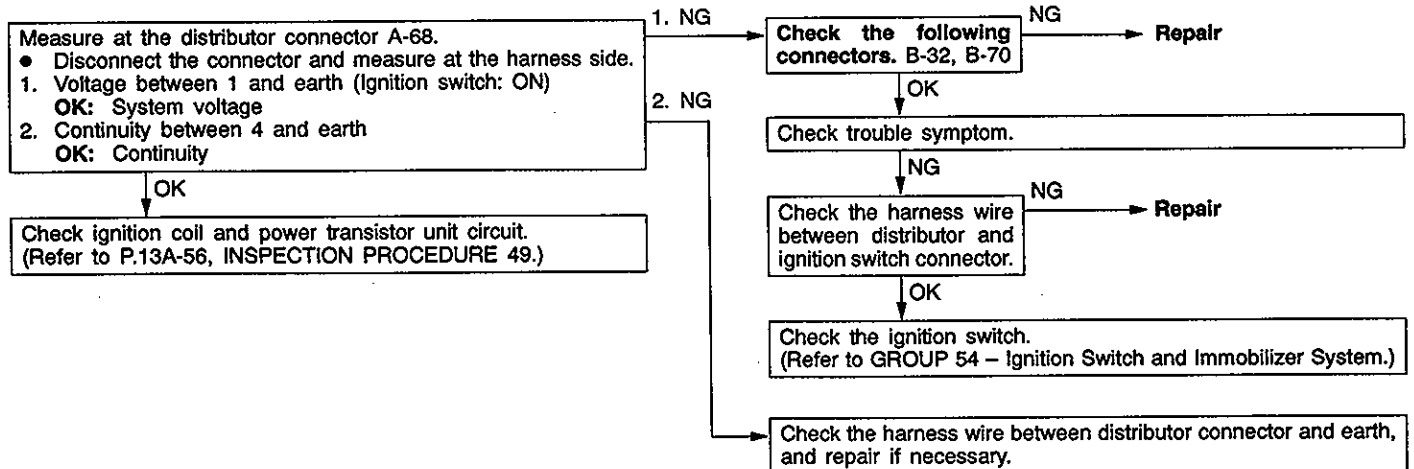 Measure at the distributor connector A-68.
● Disconnect the connector and measure at the harness side.
1. Voltage between 1 and earth (Ignition switch: ON)
OK: System voltage
2. Continuity between 4 and earth
OK: Continuity
OK
Check ignition coil and power transistor unit circuit.
(Refer to P.13A-56, INSPECTION PROCEDURE 49.)
1. NG
2. NG
Check the following
connectors. B-32, B-70
NG
Repair
OK
Check trouble symptom.
NG
Check the harness wire
between distributor and
ignition switch connector.
NG
Repair
OK
Check the ignition switch.
(Refer to GROUP 54 – Ignition Switch and Immobilizer System.)
Check the harness wire between distributor connector and earth,
and repair if necessary.